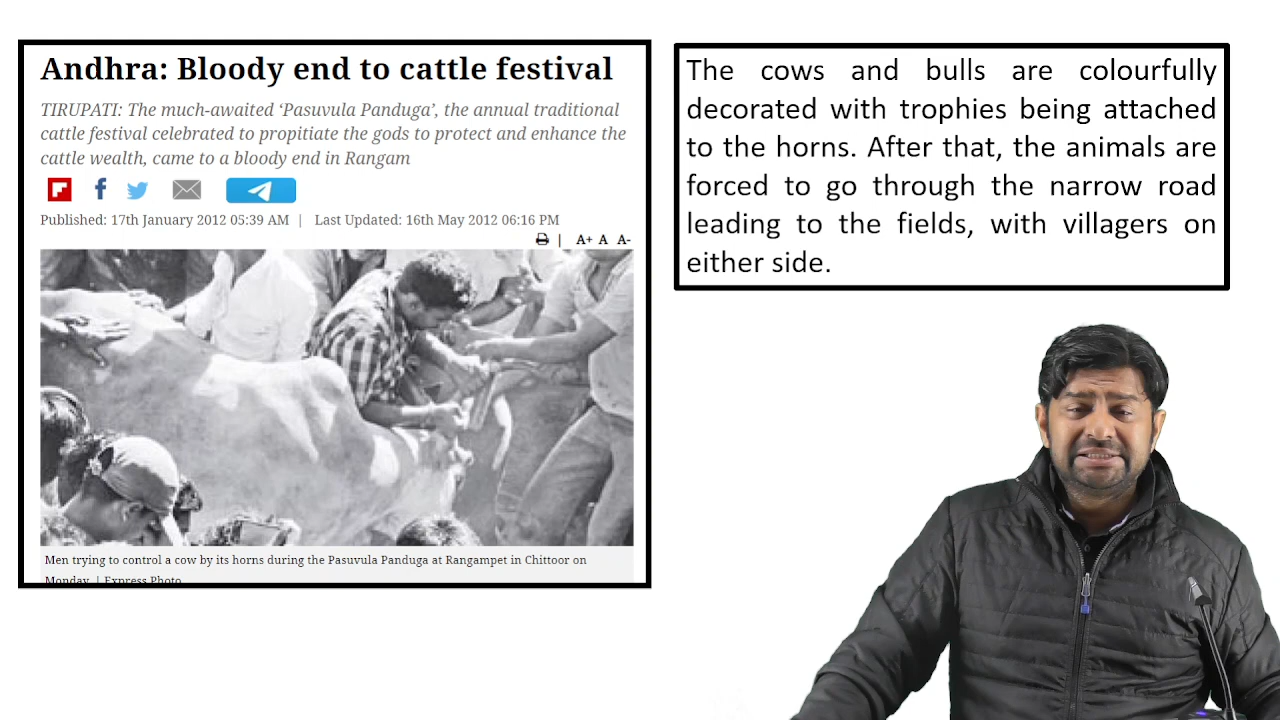 Andhra: Bloody end to cattle festival
TIRUPATI: The much-awaited ‘Pasuvula Panduga’, the annual traditional
cattle festival celebrated to propitiate the gods to protect and enhance the
cattle wealth, came to a bloody end in Rangam
Published: 17th January 2012 05:39 AM | Last Updated: 16th May 2012 06:16 PM
| A+ A A-
Men trying to control a cow by its horns during the Pasuvula Panduga at Rangampet in Chittoor on
Monday. | Express Photo
The cows and bulls are colourfully
decorated with trophies being attached
to the horns. After that, the animals are
forced to go through the narrow road
leading to the fields, with villagers on
either side.